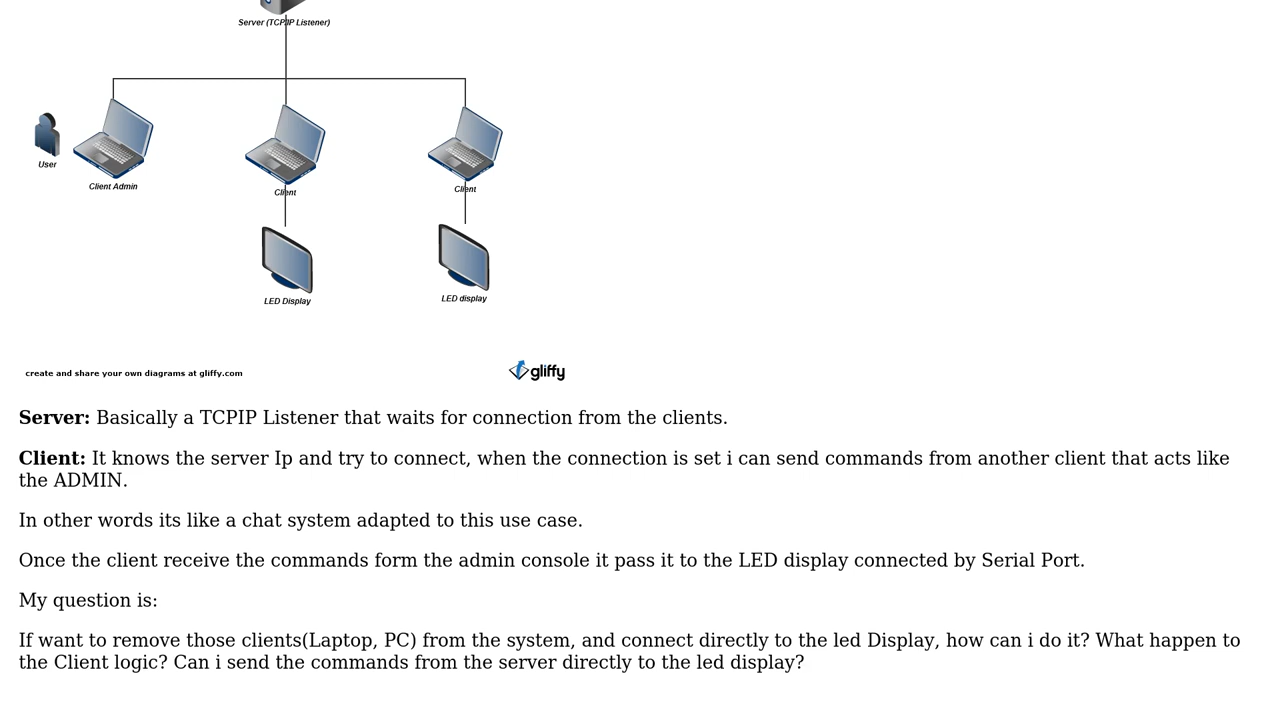 Server (TCPIP Listener)
User
Client Admin
Client
Client
LED Display
LED display
create and share your own diagrams at gliffy.com
gliffy
Server: Basically a TCPIP Listener that waits for connection from the clients.
Client: It knows the server Ip and try to connect, when the connection is set i can send commands from another client that acts like
the ADMIN.
In other words its like a chat system adapted to this use case.
Once the client receive the commands form the admin console it pass it to the LED display connected by Serial Port.
My question is:
If want to remove those clients(Laptop, PC) from the system, and connect directly to the led Display, how can i do it? What happen to
the Client logic? Can i send the commands from the server directly to the led display?